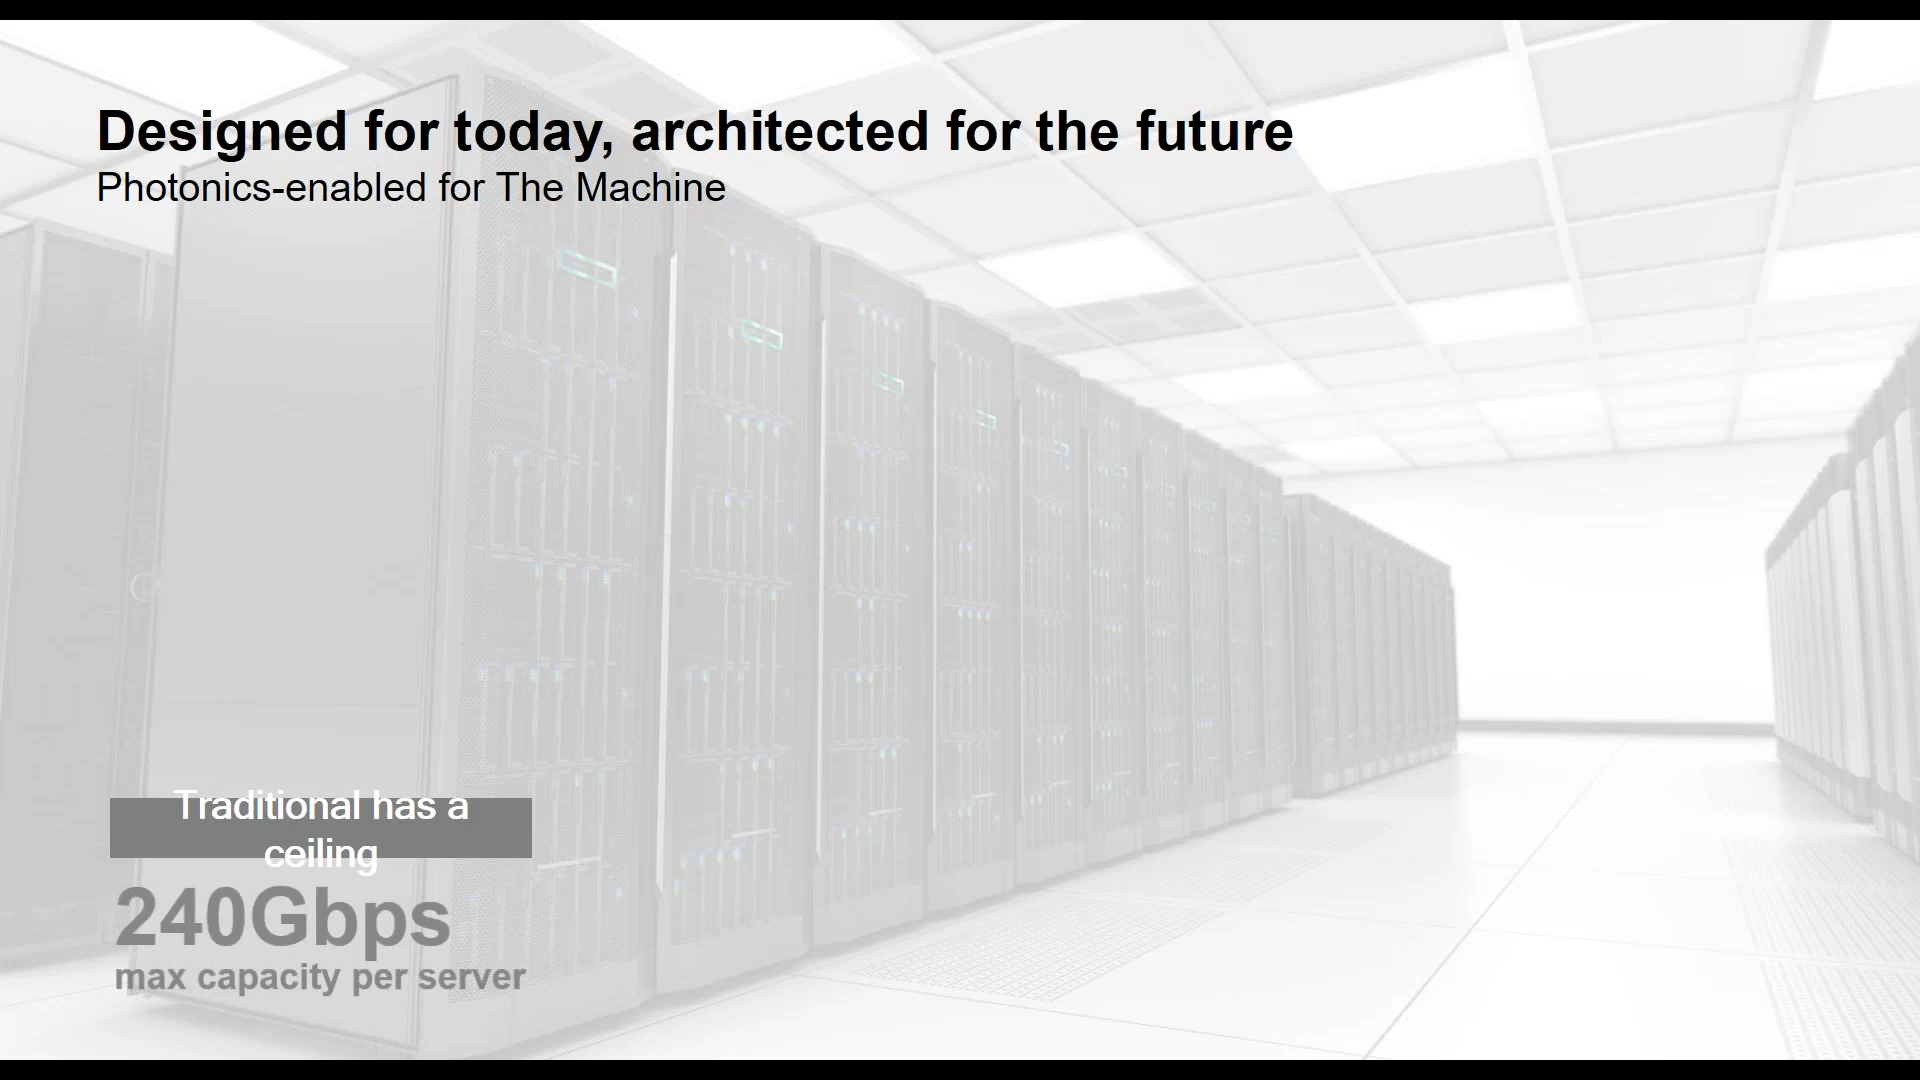 Designed for today, architected for the future
Photonics-enabled for The Machine
Traditional has a
ceiling
240Gbps
max capacity per server